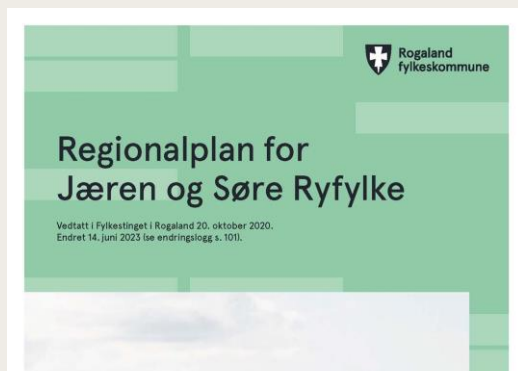 Rogaland
fylkeskommune
Regionalplan for
Jæren og Søre Ryfylke
Vedtatt i Fylkestinget i Rogaland 20. oktober 2020.
Endret 14. juni 2023 (se endringslogg s. 101).